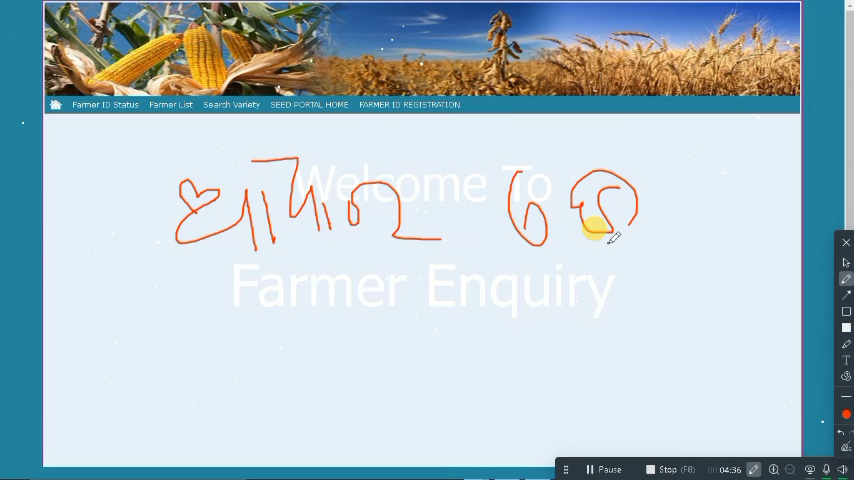 Farmer ID Status Farmer List Search Variety SEED PORTAL HOME FARMER ID REGISTRATION
Welcome To
Farmer Enquiry
Pause Stop (F8) 00:04:36